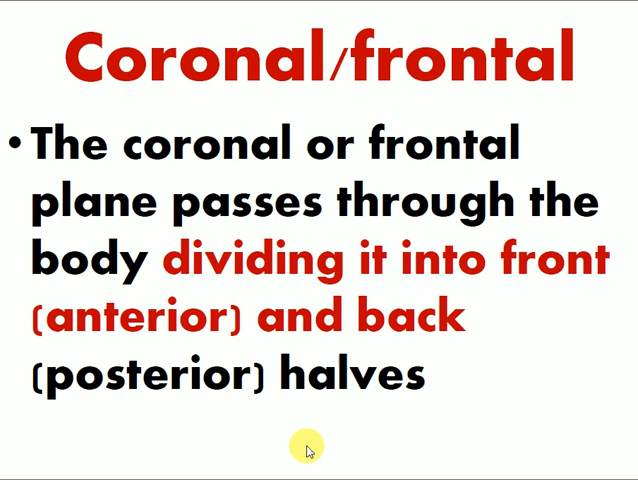 Coronal/frontal
• The coronal or frontal
plane passes through the
body dividing it into front
(anterior) and back
(posterior) halves